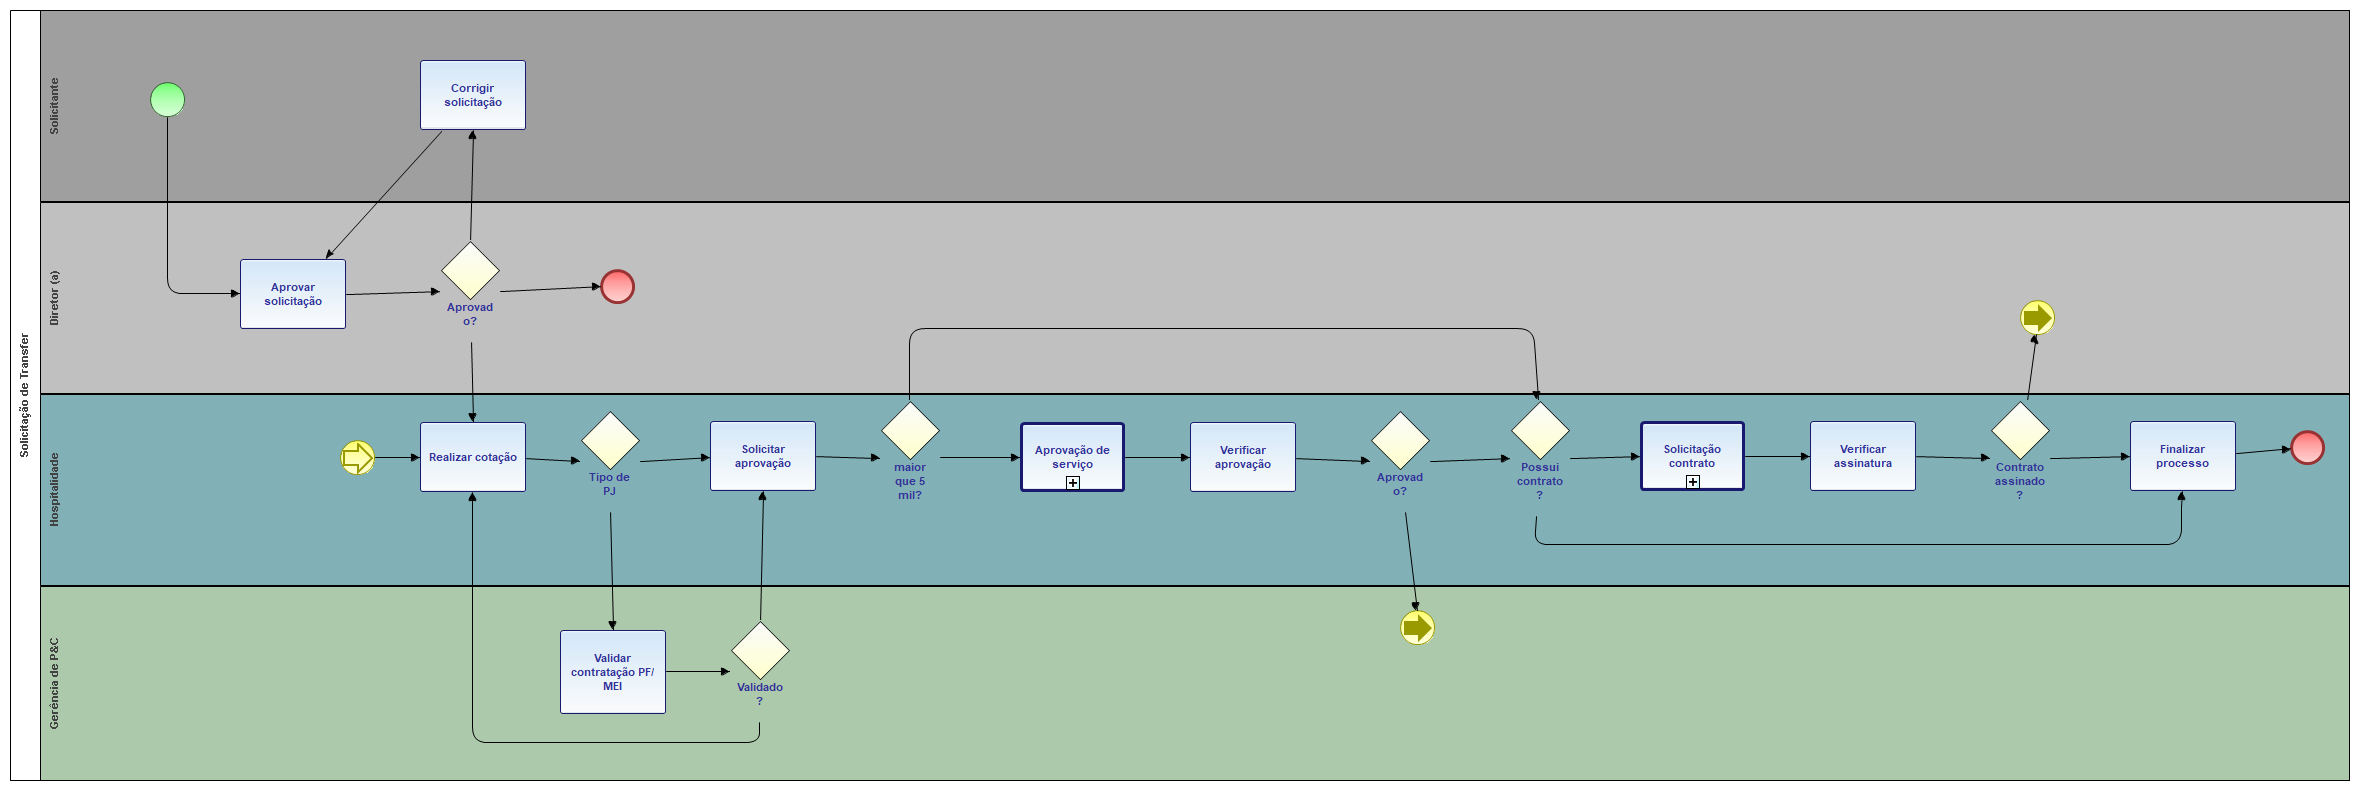 Solicitação de Transfer
Solicitante
Corrigir
solicitação
Diretor (a)
Aprovar
solicitação
Aprovad
o?
Hospitalidade
Realizar cotação
Tipo de
PJ
Solicitar
aprovação
maior
que 5
mil?
Aprovação de
serviço
Verificar
aprovação
Aprovad
o?
Possui
contrato
?
Solicitação
contrato
Verificar
assinatura
Contrato
assinado
?
Finalizar
processo
Gerência de P&C
Validar
contratação PF/
MEI
Validado
?